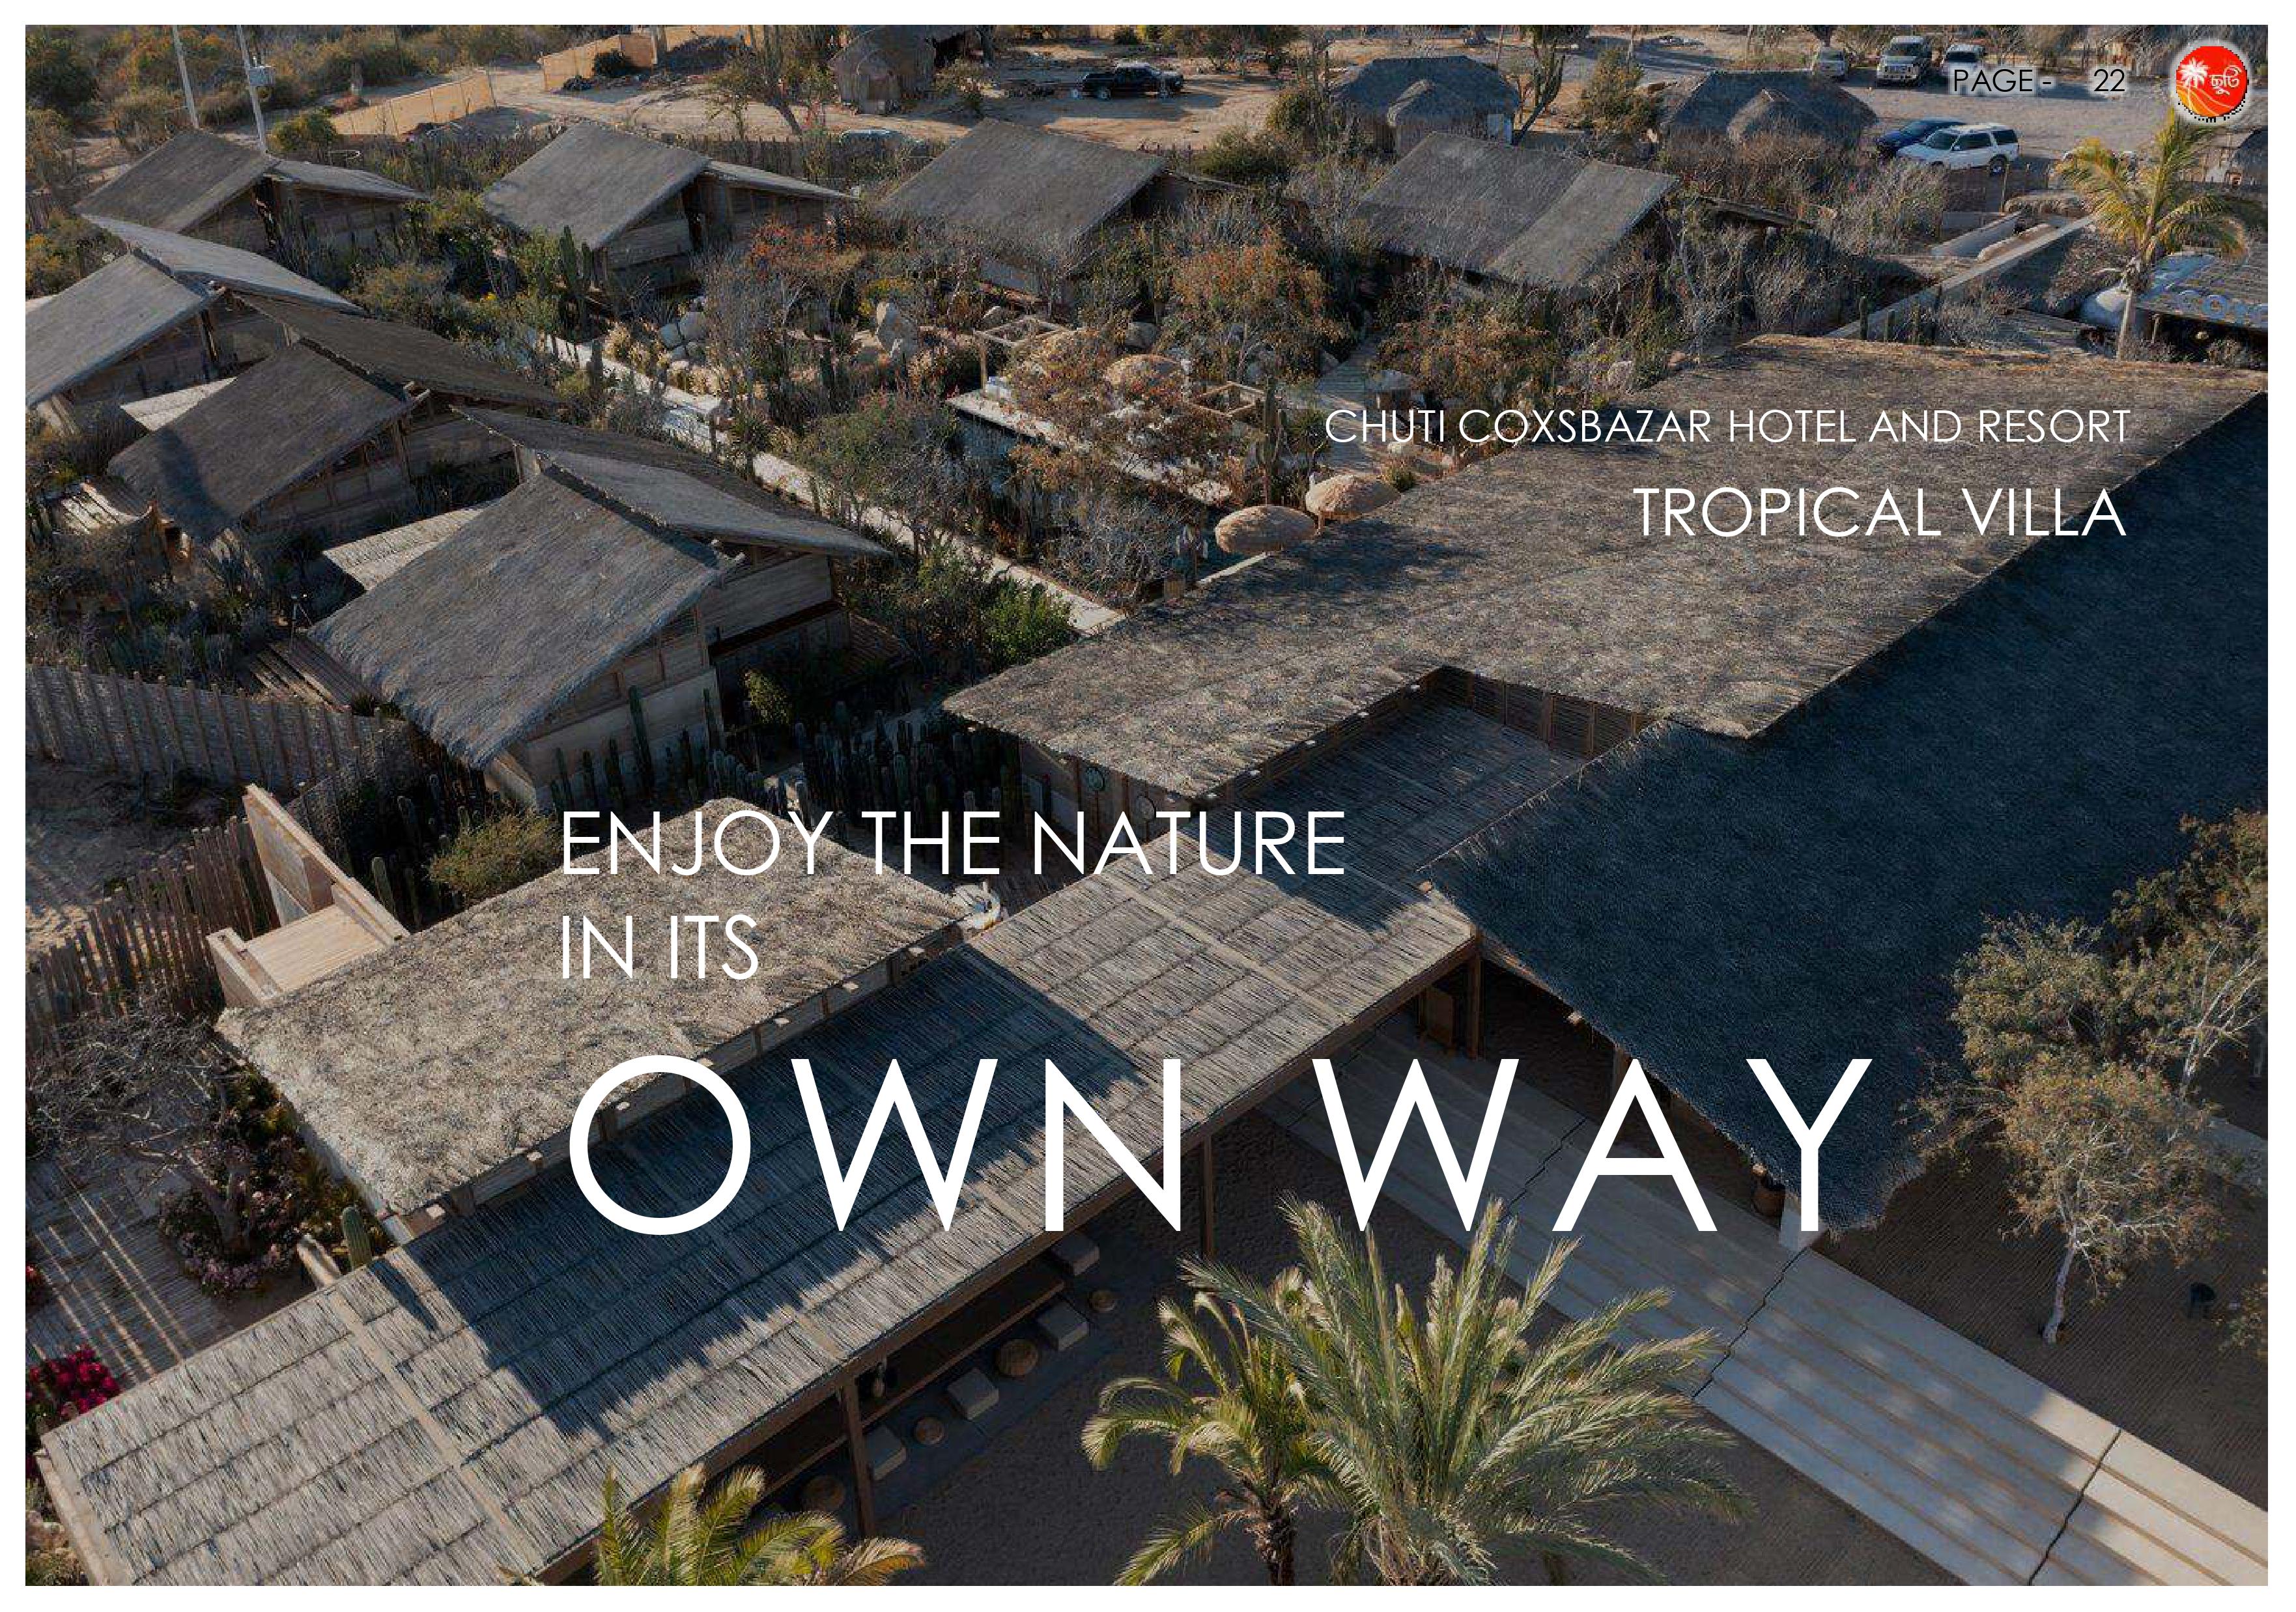 PAGE - 22
ছুটি
CHUTI COXSBAZAR HOTEL AND RESORT
TROPICAL VILLA
ENJOY THE NATURE
IN ITS
OWN WAY